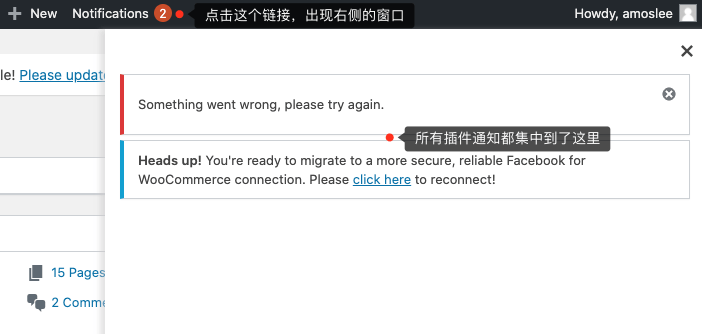 New Notifications 2 点击这个链接，出现右侧的窗口 Howdy, amoslee
le! Please update
Something went wrong, please try again.
所有插件通知都集中到了这里
Heads up! You're ready to migrate to a more secure, reliable Facebook for
WooCommerce connection. Please click here to reconnect!
15 Pages
2 Comme